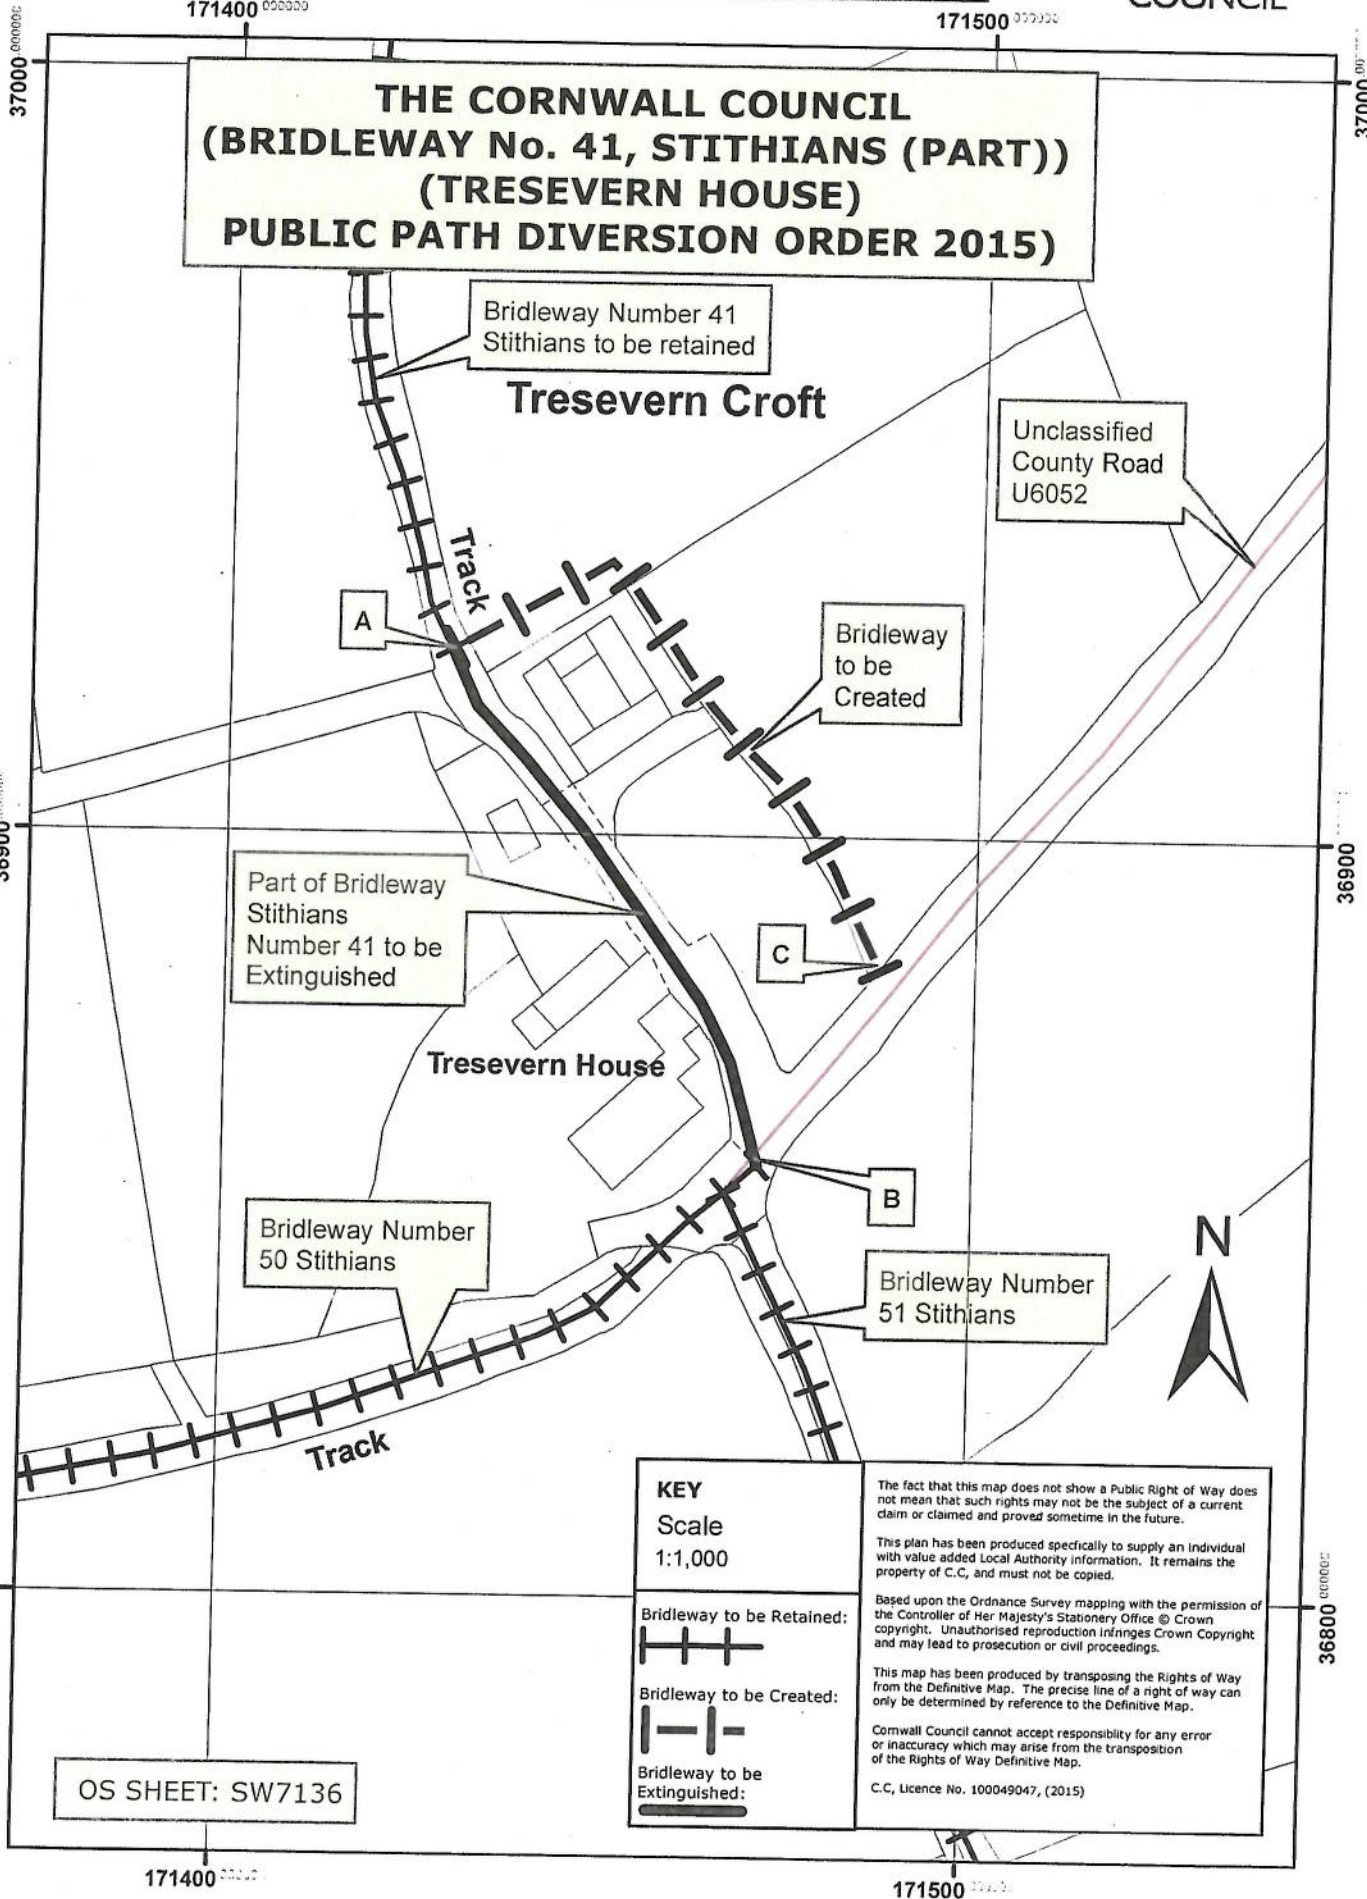 COUNCIL
171400
171500
37000
37000
THE CORNWALL COUNCIL
(BRIDLEWAY No. 41, STITHIANS (PART))
(TRESEVERN HOUSE)
PUBLIC PATH DIVERSION ORDER 2015)
Bridleway Number 41
Stithians to be retained
Tresevern Croft
Unclassified
County Road
U6052
Track
A
Bridleway
to be
Created
36900
Part of Bridleway
Stithians
Number 41 to be
Extinguished
C
Tresevern House
B
Bridleway Number
50 Stithians
N
Bridleway Number
51 Stithians
Track
KEY
Scale
1:1,000
Bridleway to be Retained:
Bridleway to be Created:
Bridleway to be
Extinguished:
The fact that this map does not show a Public Right of Way does
not mean that such rights may not be the subject of a current
claim or claimed and proved sometime in the future.
This plan has been produced specfically to supply an individual
with value added Local Authority information. It remains the
property of C.C, and must not be copied.
Based upon the Ordnance Survey mapping with the permission of
the Controller of Her Majesty's Stationery Office © Crown
copyright. Unauthorised reproduction infringes Crown Copyright
and may lead to prosecution or civil proceedings.
This map has been produced by transposing the Rights of Way
from the Definitive Map. The precise line of a right of way can
only be determined by reference to the Definitive Map.
Cornwall Council cannot accept responsiblity for any error
or inaccuracy which may arise from the transposition
of the Rights of Way Definitive Map.
C.C, Licence No. 100049047, (2015)
36800
OS SHEET: SW7136
171400
171500